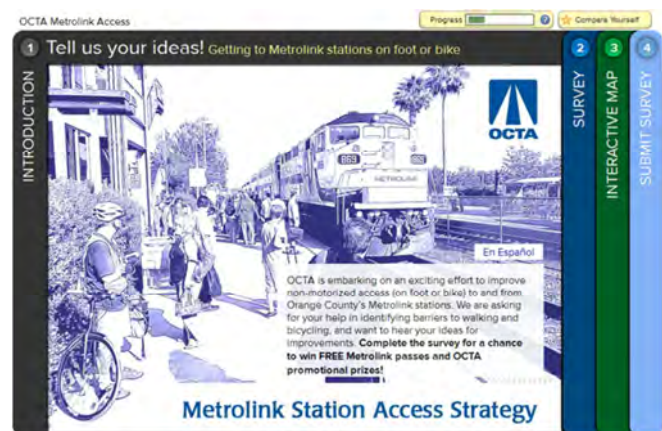 OCTA Metrolink Access
Progress
?
Compare Yourself
1
Tell us your ideas! Getting to Metrolink stations on foot or bike
INTRODUCTION
OCTA
869
METROLINK
En Español
OCTA is embarking on an exciting effort to improve
non-motorized access (on foot or bike) to and from
Orange County's Metrolink stations. We are asking
for your help in identifying barriers to walking and
bicycling, and want to hear your ideas for
improvements. Complete the survey for a chance
to win FREE Metrolink passes and OCTA
promotional prizes!
Metrolink Station Access Strategy
2
SURVEY
3
INTERACTIVE MAP
4
SUBMIT SURVEY